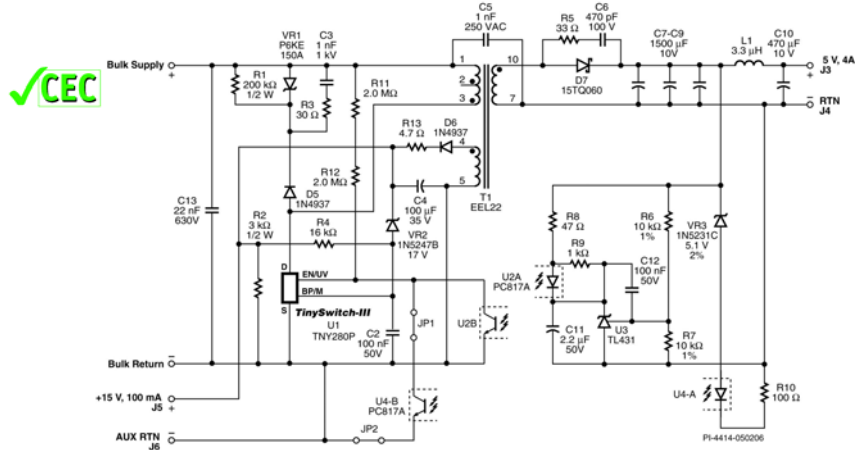 CEC
Bulk Supply
+
R1
200 kΩ
1/2 W
VR1
P6KE
150A
C3
1 nF
1 kV
R3
30 Ω
R11
2.0 MΩ
C5
1 nF
250 VAC
R5
33 Ω
C6
470 pF
100 V
C7-C9
1500 µF
10V
L1
3.3 µH
C10
470 µF
10 V
5 V, 4A
J3
+
1
2
3
10
7
D7
15TQ060
RTN
J4
R13
4.7 Ω
D6
1N4937
4
5
T1
EEL22
R12
2.0 MΩ
C13
22 nF
630V
D5
1N4937
R2
3 kΩ
1/2 W
R4
16 kΩ
C4
100 µF
35 V
VR2
1N5247B
17 V
D
S
EN/UV
BP/M
TinySwitch-III
U1
TNY280P
C2
100 nF
50V
JP1
U2B
R8
47 Ω
R9
1 kΩ
R6
10 kΩ
1%
VR3
1N5231C
5.1 V
2%
U2A
PC817A
C12
100 nF
50V
C11
2.2 µF
50V
U3
TL431
R7
10 kΩ
1%
Bulk Return
+15 V, 100 mA
J5
+
U4-B
PC817A
JP2
AUX RTN
J6
U4-A
R10
100 Ω
PI-4414-050206